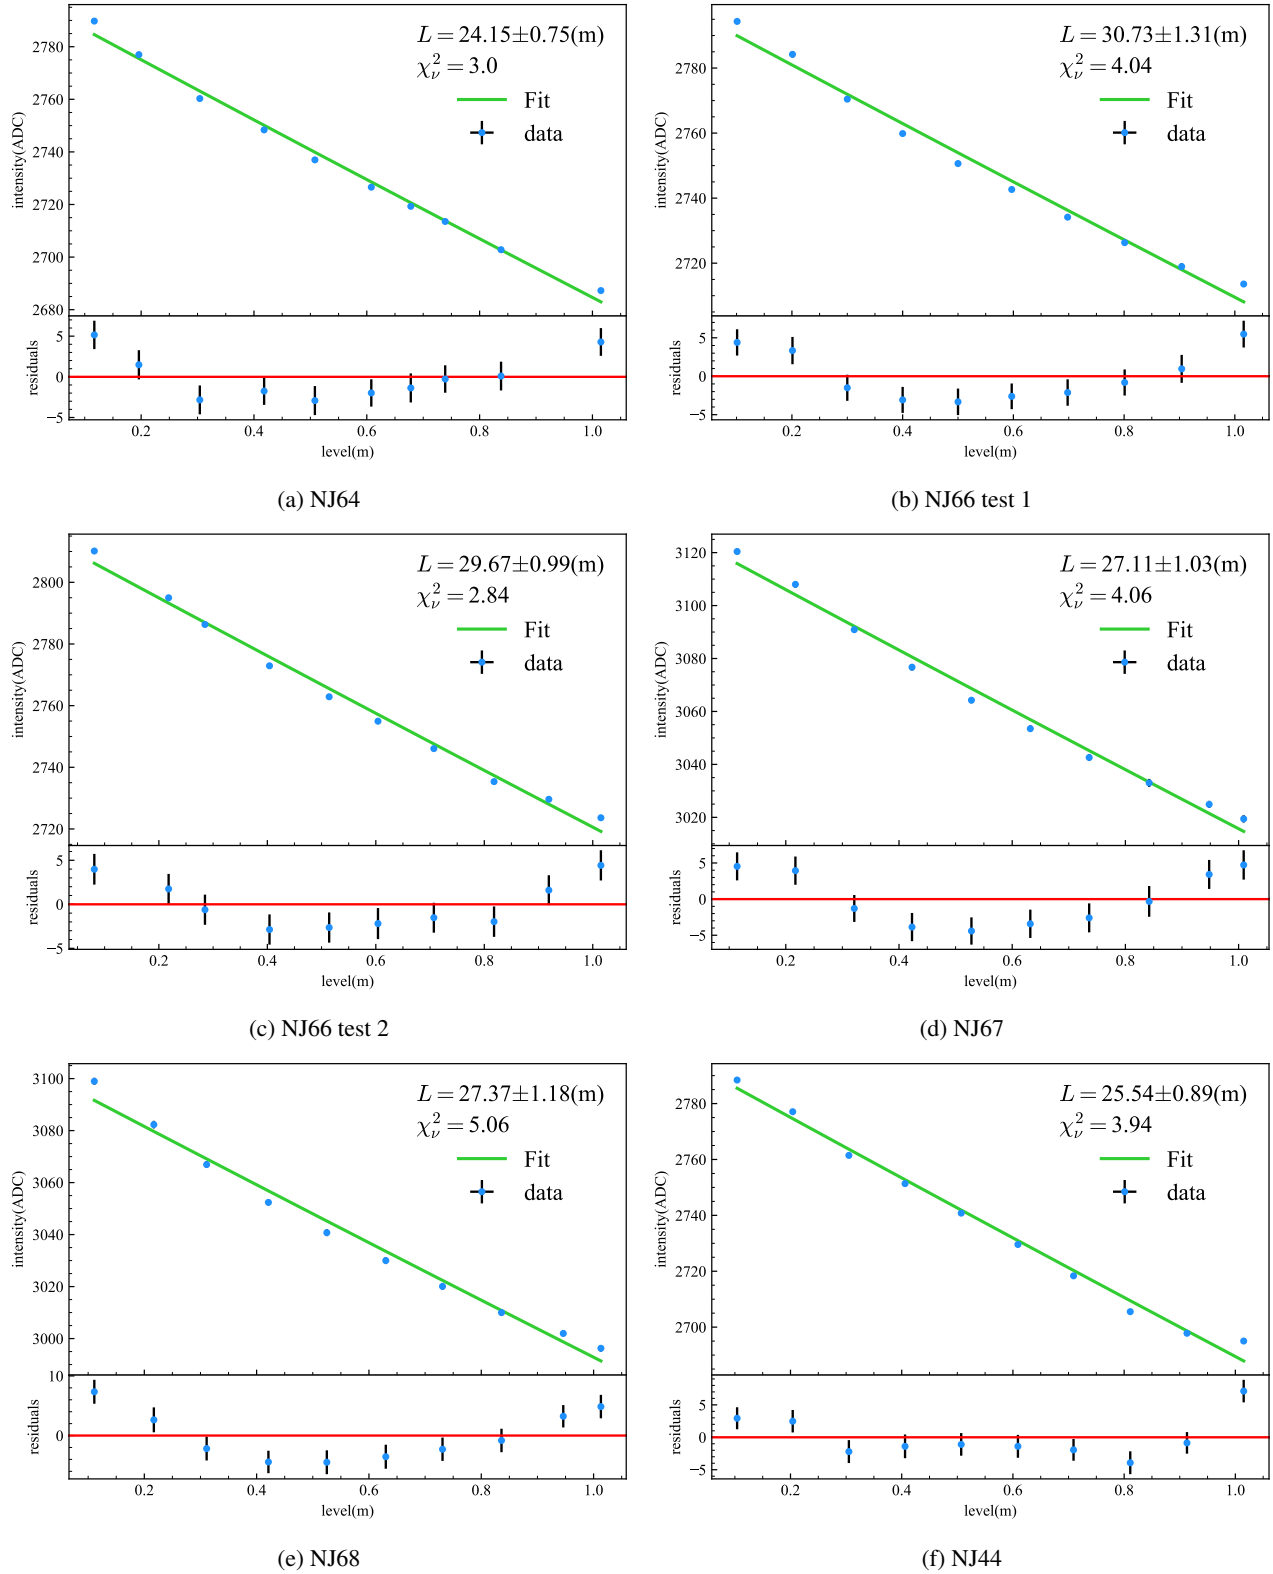 L = 24.15±0.75(m)
χ²ᵥ = 3.0
Fit
data
intensity(ADC)
2780
2760
2740
2720
2700
2680
residuals
5
0
−5
0.2 0.4 0.6 0.8 1.0
level(m)
(a) NJ64
L = 30.73±1.31(m)
χ²ᵥ = 4.04
Fit
data
intensity(ADC)
2780
2760
2740
2720
residuals
5
0
−5
0.2 0.4 0.6 0.8 1.0
level(m)
(b) NJ66 test 1
L = 29.67±0.99(m)
χ²ᵥ = 2.84
Fit
data
intensity(ADC)
2800
2780
2760
2740
2720
residuals
5
0
−5
0.2 0.4 0.6 0.8 1.0
level(m)
(c) NJ66 test 2
L = 27.11±1.03(m)
χ²ᵥ = 4.06
Fit
data
intensity(ADC)
3120
3100
3080
3060
3040
3020
residuals
5
0
−5
0.2 0.4 0.6 0.8 1.0
level(m)
(d) NJ67
L = 27.37±1.18(m)
χ²ᵥ = 5.06
Fit
data
intensity(ADC)
3100
3080
3060
3040
3020
3000
residuals
10
0
0.2 0.4 0.6 0.8 1.0
level(m)
(e) NJ68
L = 25.54±0.89(m)
χ²ᵥ = 3.94
Fit
data
intensity(ADC)
2780
2760
2740
2720
2700
residuals
5
0
−5
0.2 0.4 0.6 0.8 1.0
level(m)
(f) NJ44